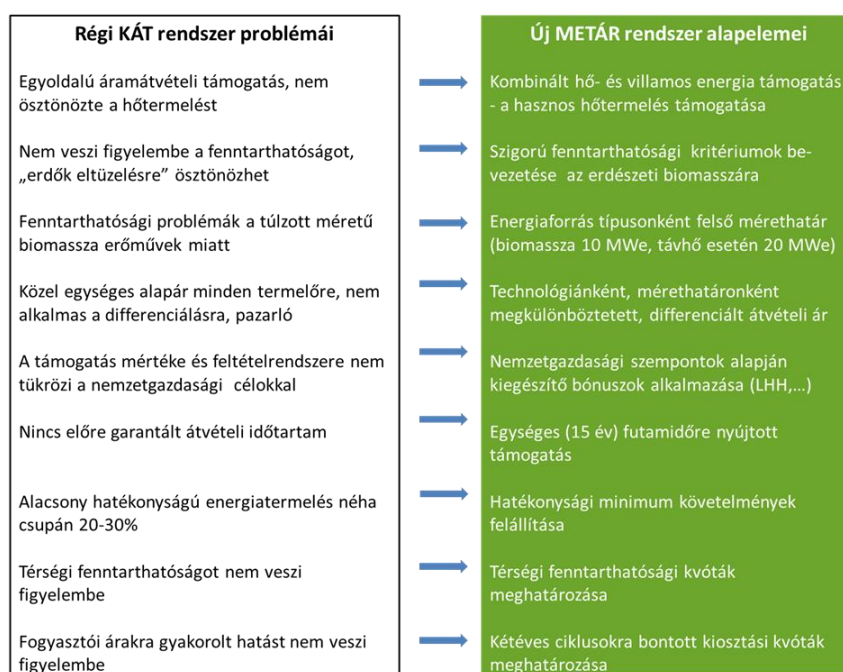 Régi KÁT rendszer problémái
Egyoldalú áramátvételi támogatás, nem
ösztönözte a hőtermelést
Nem veszi figyelembe a fenntarthatóságot,
„erdők eltüzelésre” ösztönözhet
Fenntarthatósági problémák a túlzott méretű
biomassza erőművek miatt
Közel egységes alapár minden termelőre, nem
alkalmas a differenciálásra, pazarló
A támogatás mértéke és feltételrendszere nem
tükrözi a nemzetgazdasági célokkal
Nincs előre garantált átvételi időtartam
Alacsony hatékonyságú energiatermelés néha
csupán 20-30%
Térségi fenntarthatóságot nem veszi
figyelembe
Fogyasztói árakra gyakorolt hatást nem veszi
figyelembe
Új METÁR rendszer alapelemei
Kombinált hő- és villamos energia támogatás
- a hasznos hőtermelés támogatása
Szigorú fenntarthatósági kritériumok be-
vezetése az erdészeti biomasszára
Energiaforrás típusonként felső mérethatár
(biomassza 10 MWe, távhő esetén 20 MWe)
Technológiánként, mérethatáronként
megkülönböztetett, differenciált átvételi ár
Nemzetgazdasági szempontok alapján
kiegészítő bónuszok alkalmazása (LHH,...)
Egységes (15 év) futamidőre nyújtott
támogatás
Hatékonysági minimum követelmények
felállítása
Térségi fenntarthatósági kvóták
meghatározása
Kétéves ciklusokra bontott kiosztási kvóták
meghatározása